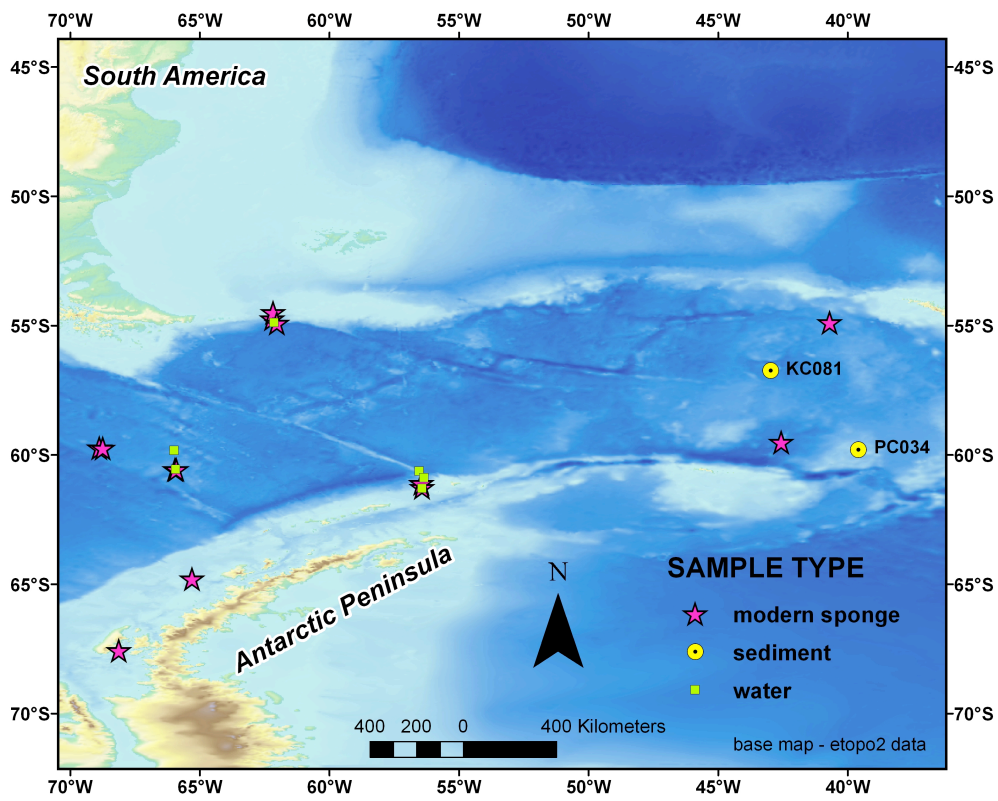 70°W 65°W 60°W 55°W 50°W 45°W 40°W
45°S 45°S
South America
50°S 50°S
55°S 55°S
KC081
PC034
60°S 60°S
N
SAMPLE TYPE
65°S 65°S
Antarctic Peninsula
modern sponge
sediment
water
70°S 70°S
400 200 0 400 Kilometers
base map - etopo2 data
70°W 65°W 60°W 55°W 50°W 45°W 40°W